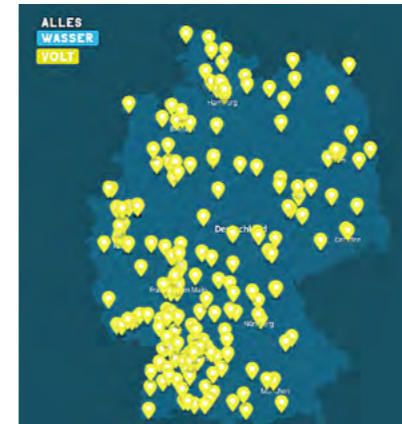 ALLES
WASSER
VOLT
Hamburg
Deutschland
Nürnberg
München